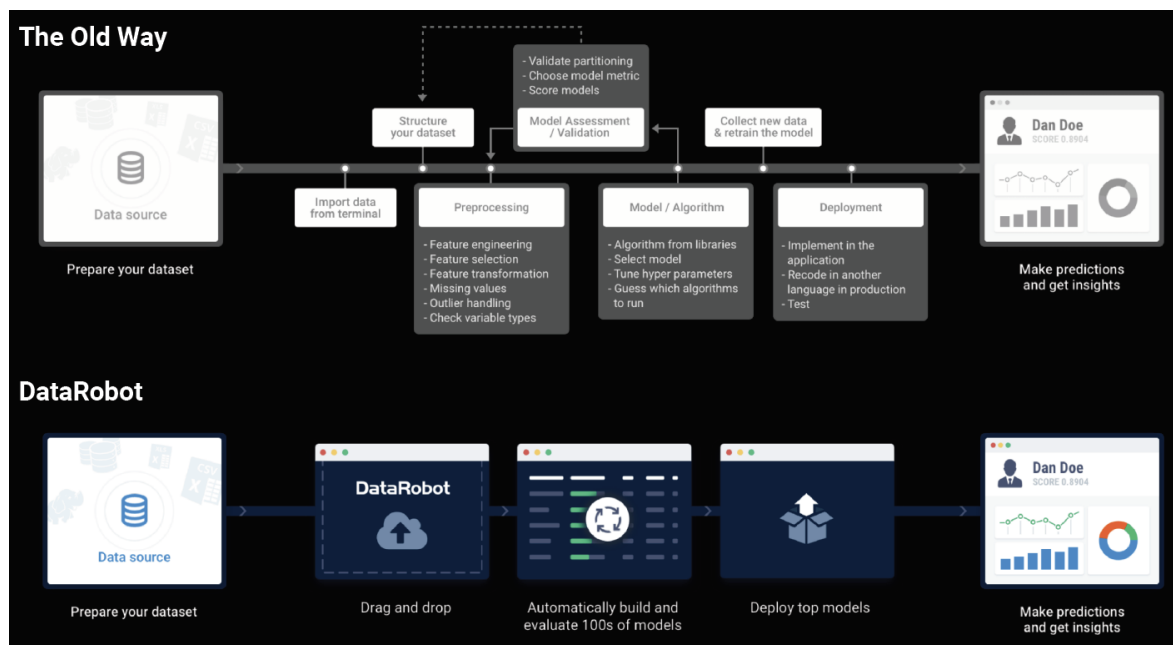 The Old Way
- Validate partitioning
- Choose model metric
- Score models
Structure
your dataset
Model Assessment
/ Validation
Collect new data
& retrain the model
Dan Doe
SCORE 0.8904
CSV
X
X
Data source
Prepare your dataset
Import data
from terminal
Preprocessing
- Feature engineering
- Feature selection
- Feature transformation
- Missing values
- Outlier handling
- Check variable types
Model / Algorithm
- Algorithm from libraries
- Select model
- Tune hyper parameters
- Guess which algorithms
to run
Deployment
- Implement in the
application
- Recode in another
language in production
- Test
Make predictions
and get insights
DataRobot
CSV
X
X
Data source
Prepare your dataset
DataRobot
Drag and drop
Automatically build and
evaluate 100s of models
Deploy top models
Dan Doe
SCORE 0.8904
Make predictions
and get insights